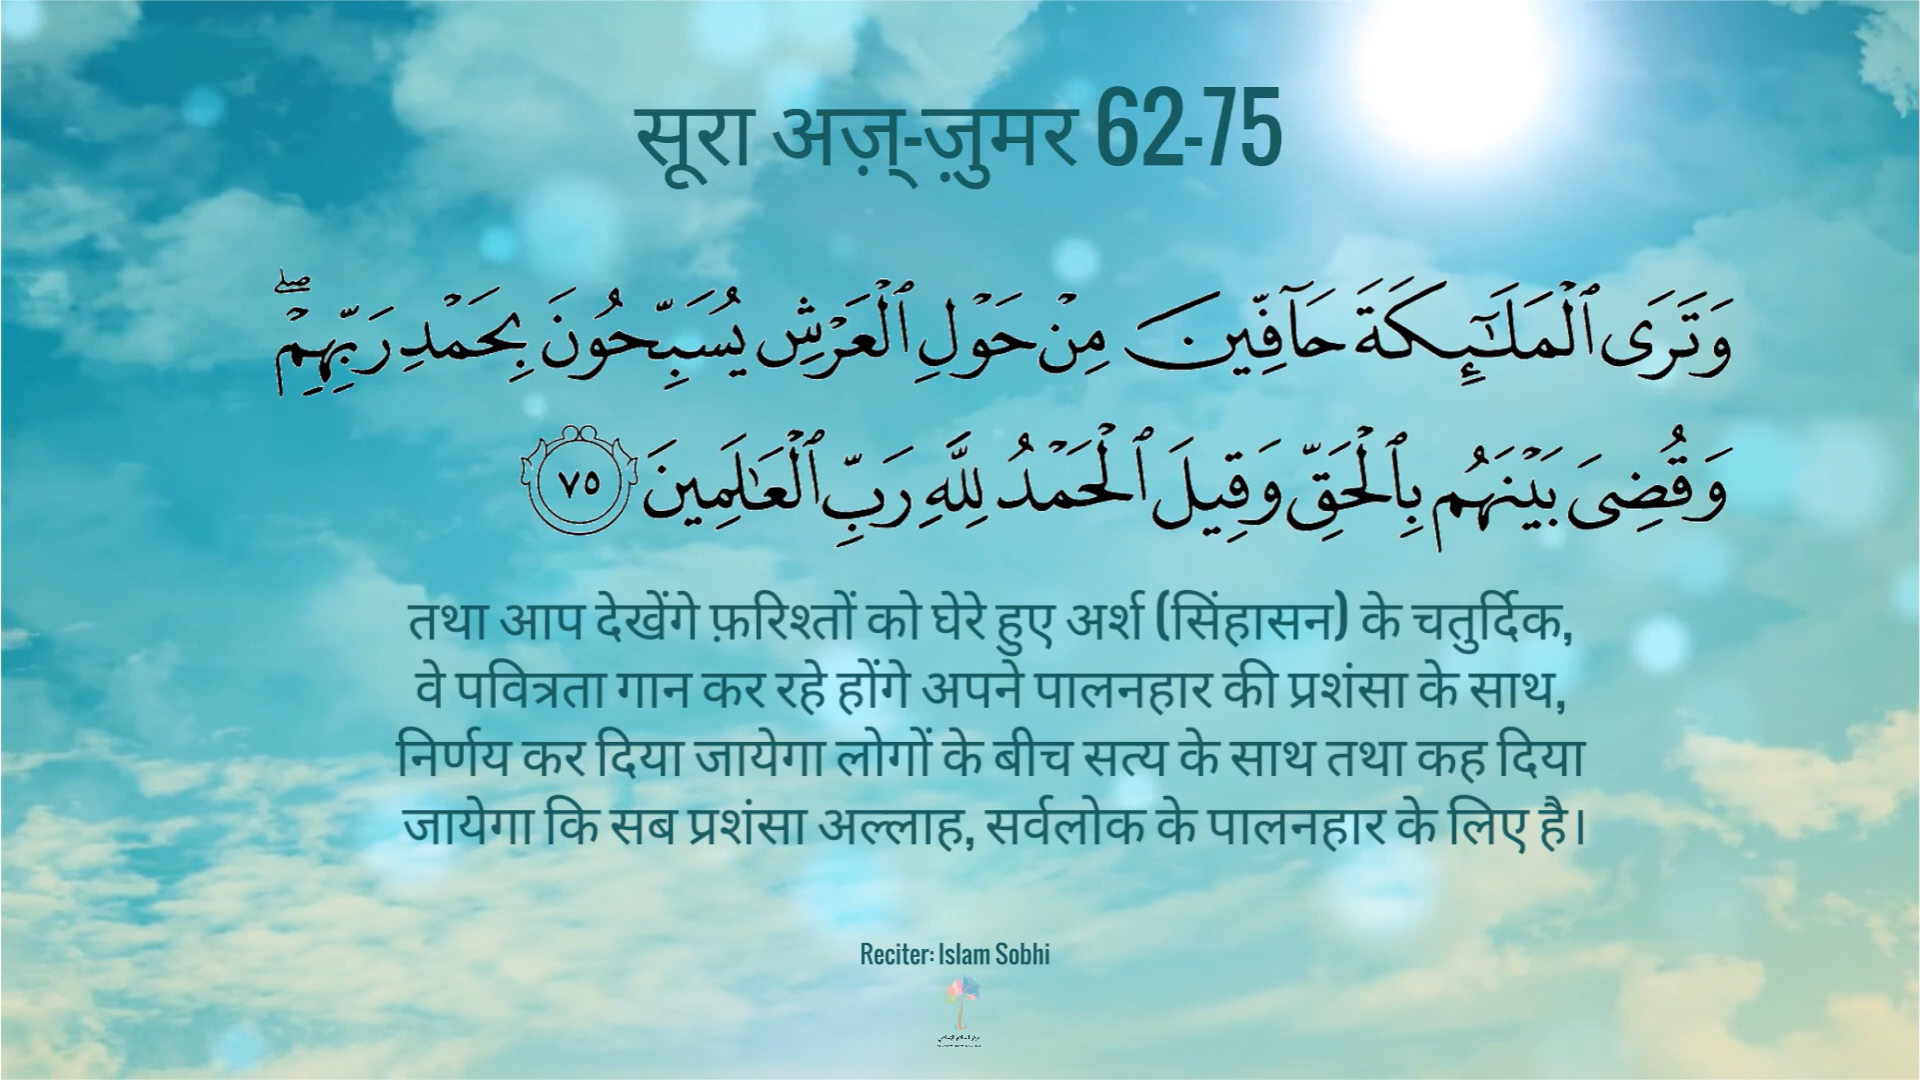 सूरा अज़्-ज़ुमर 62-75
وَتَرَى ٱلْمَلَـٰٓئِكَةَ حَآفِّينَ مِنْ حَوْلِ ٱلْعَرْشِ يُسَبِّحُونَ بِحَمْدِ رَبِّهِمْ ۖ
وَقُضِىَ بَيْنَهُم بِٱلْحَقِّ وَقِيلَ ٱلْحَمْدُ لِلَّهِ رَبِّ ٱلْعَـٰلَمِينَ ٧٥
तथा आप देखेंगे फ़रिश्तों को घेरे हुए अर्श (सिंहासन) के चतुर्दिक,
वे पवित्रता गान कर रहे होंगे अपने पालनहार की प्रशंसा के साथ,
निर्णय कर दिया जायेगा लोगों के बीच सत्य के साथ तथा कह दिया
जायेगा कि सब प्रशंसा अल्लाह, सर्वलोक के पालनहार के लिए है।
Reciter: Islam Sobhi